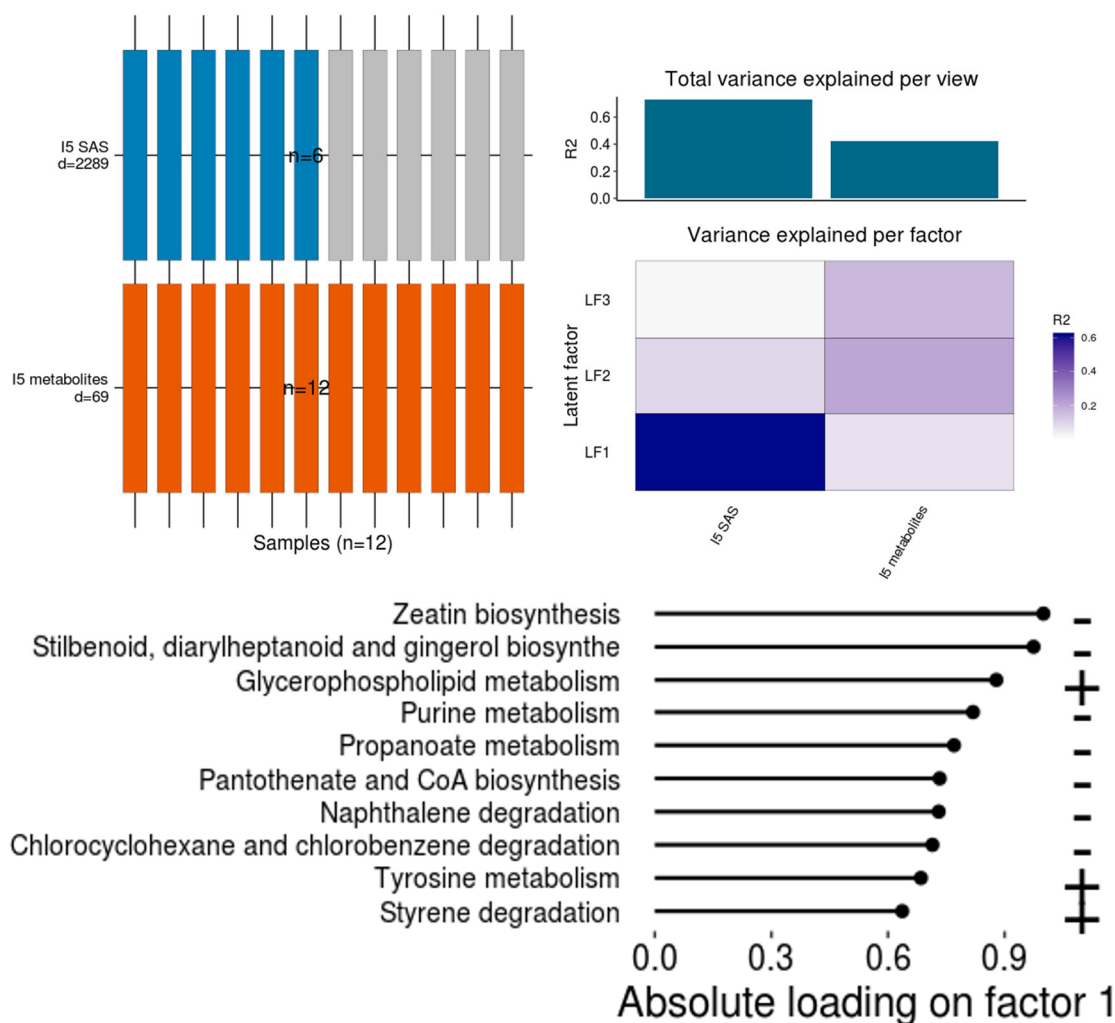 I5 SAS
d=2289
n=6
I5 metabolites
d=69
n=12
Samples (n=12)
Total variance explained per view
R2
0.6
0.4
0.2
0.0
Variance explained per factor
Latent factor
LF3
LF2
LF1
I5 SAS
I5 metabolites
R2
0.6
0.4
0.2
Zeatin biosynthesis -
Stilbenoid, diarylheptanoid and gingerol biosynthe -
Glycerophospholipid metabolism +
Purine metabolism -
Propanoate metabolism -
Pantothenate and CoA biosynthesis -
Naphthalene degradation -
Chlorocyclohexane and chlorobenzene degradation -
Tyrosine metabolism +
Styrene degradation +
0.0 0.3 0.6 0.9
Absolute loading on factor 1